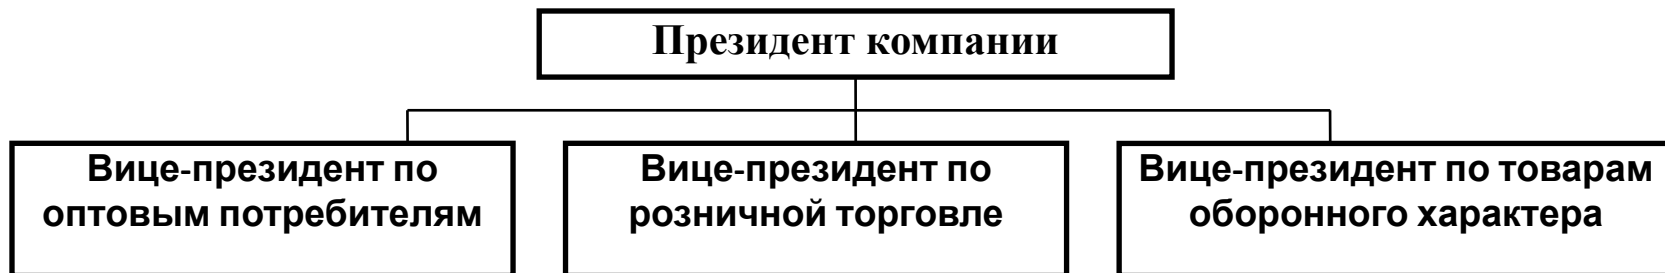 Президент компании
Вице-президент по
оптовым потребителям
Вице-президент по
розничной торговле
Вице-президент по товарам
оборонного характера